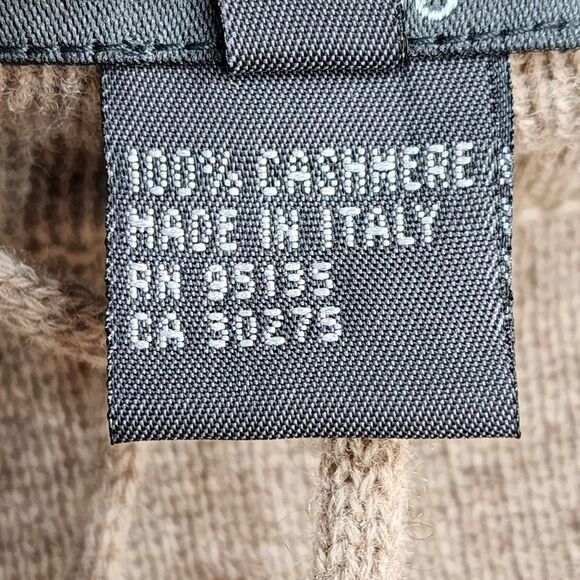 100% CASHMERE
MADE IN ITALY
RN 95135
CA 30275